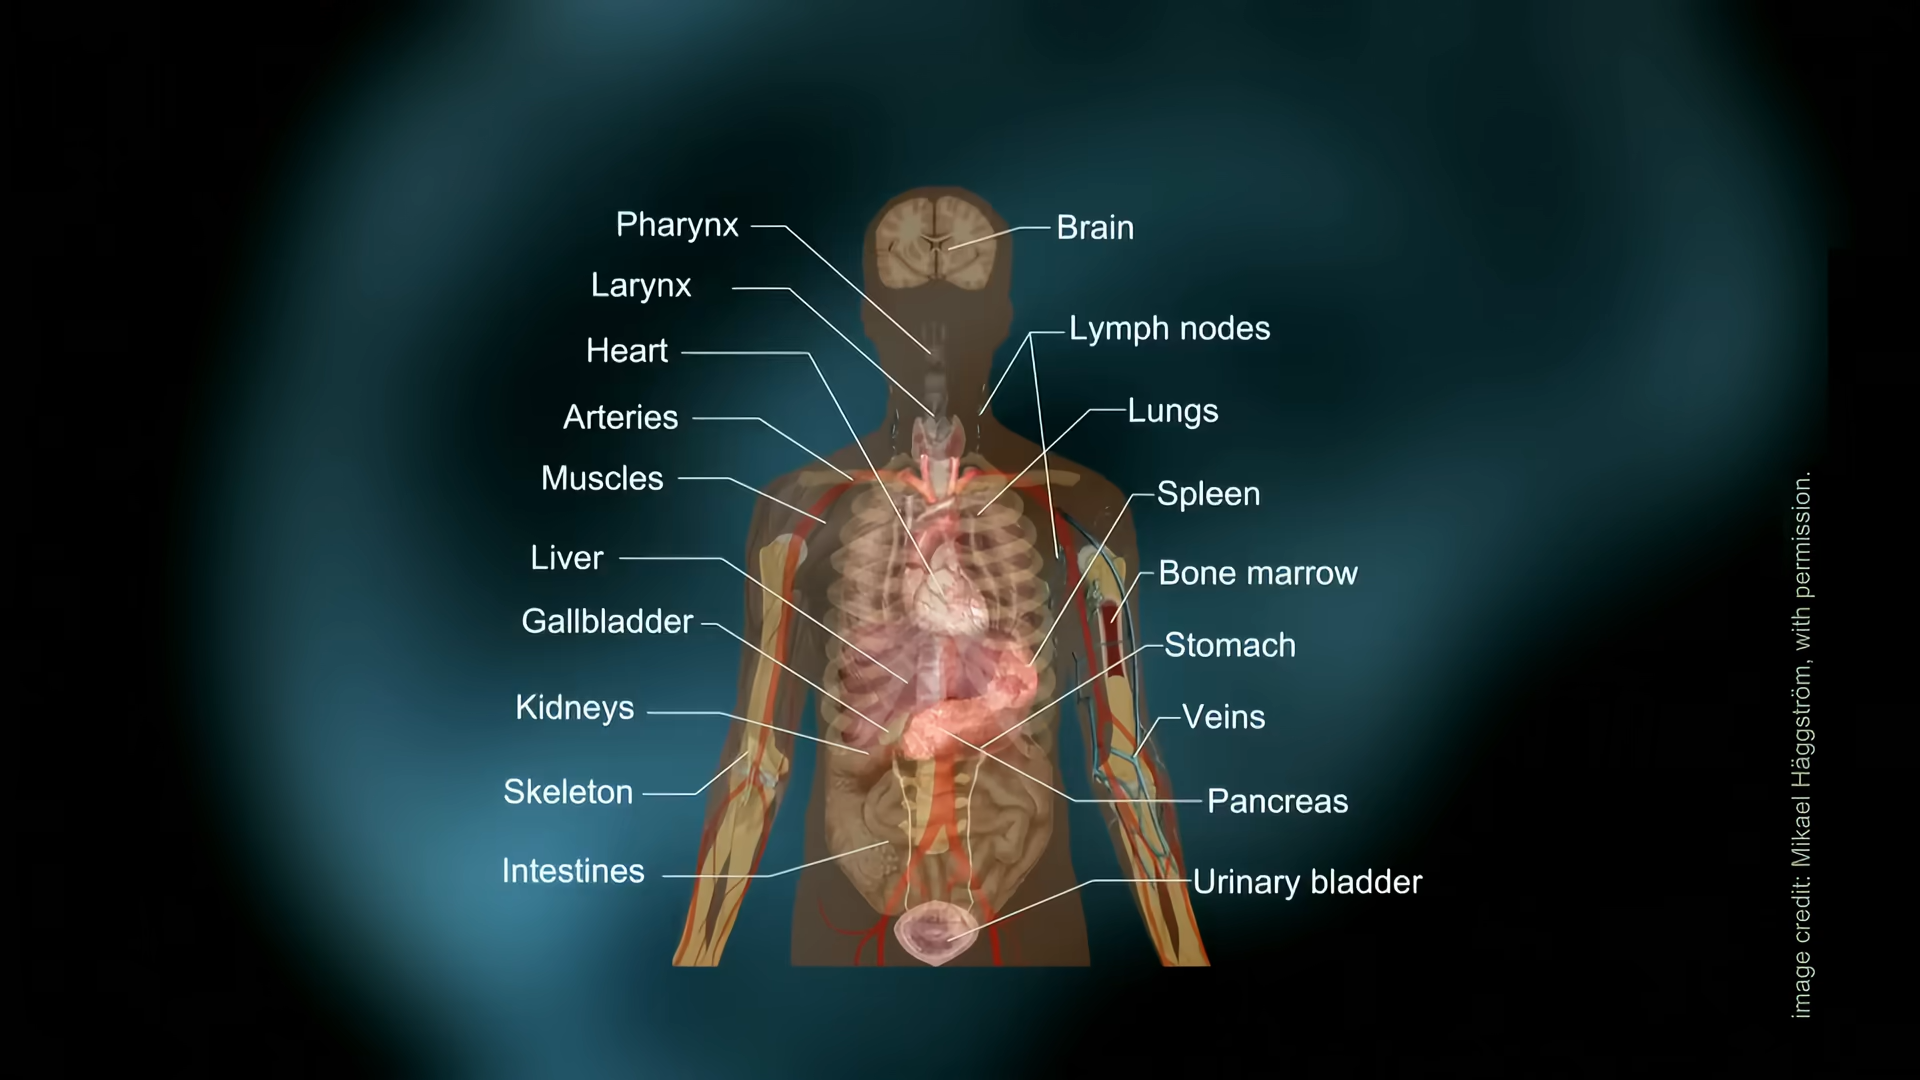 Pharynx
Brain
Larynx
Lymph nodes
Heart
Lungs
Arteries
Muscles
Spleen
Liver
Bone marrow
Gallbladder
Stomach
Kidneys
Veins
Skeleton
Pancreas
Intestines
Urinary bladder
image credit: Mikael Häggström, with permission.